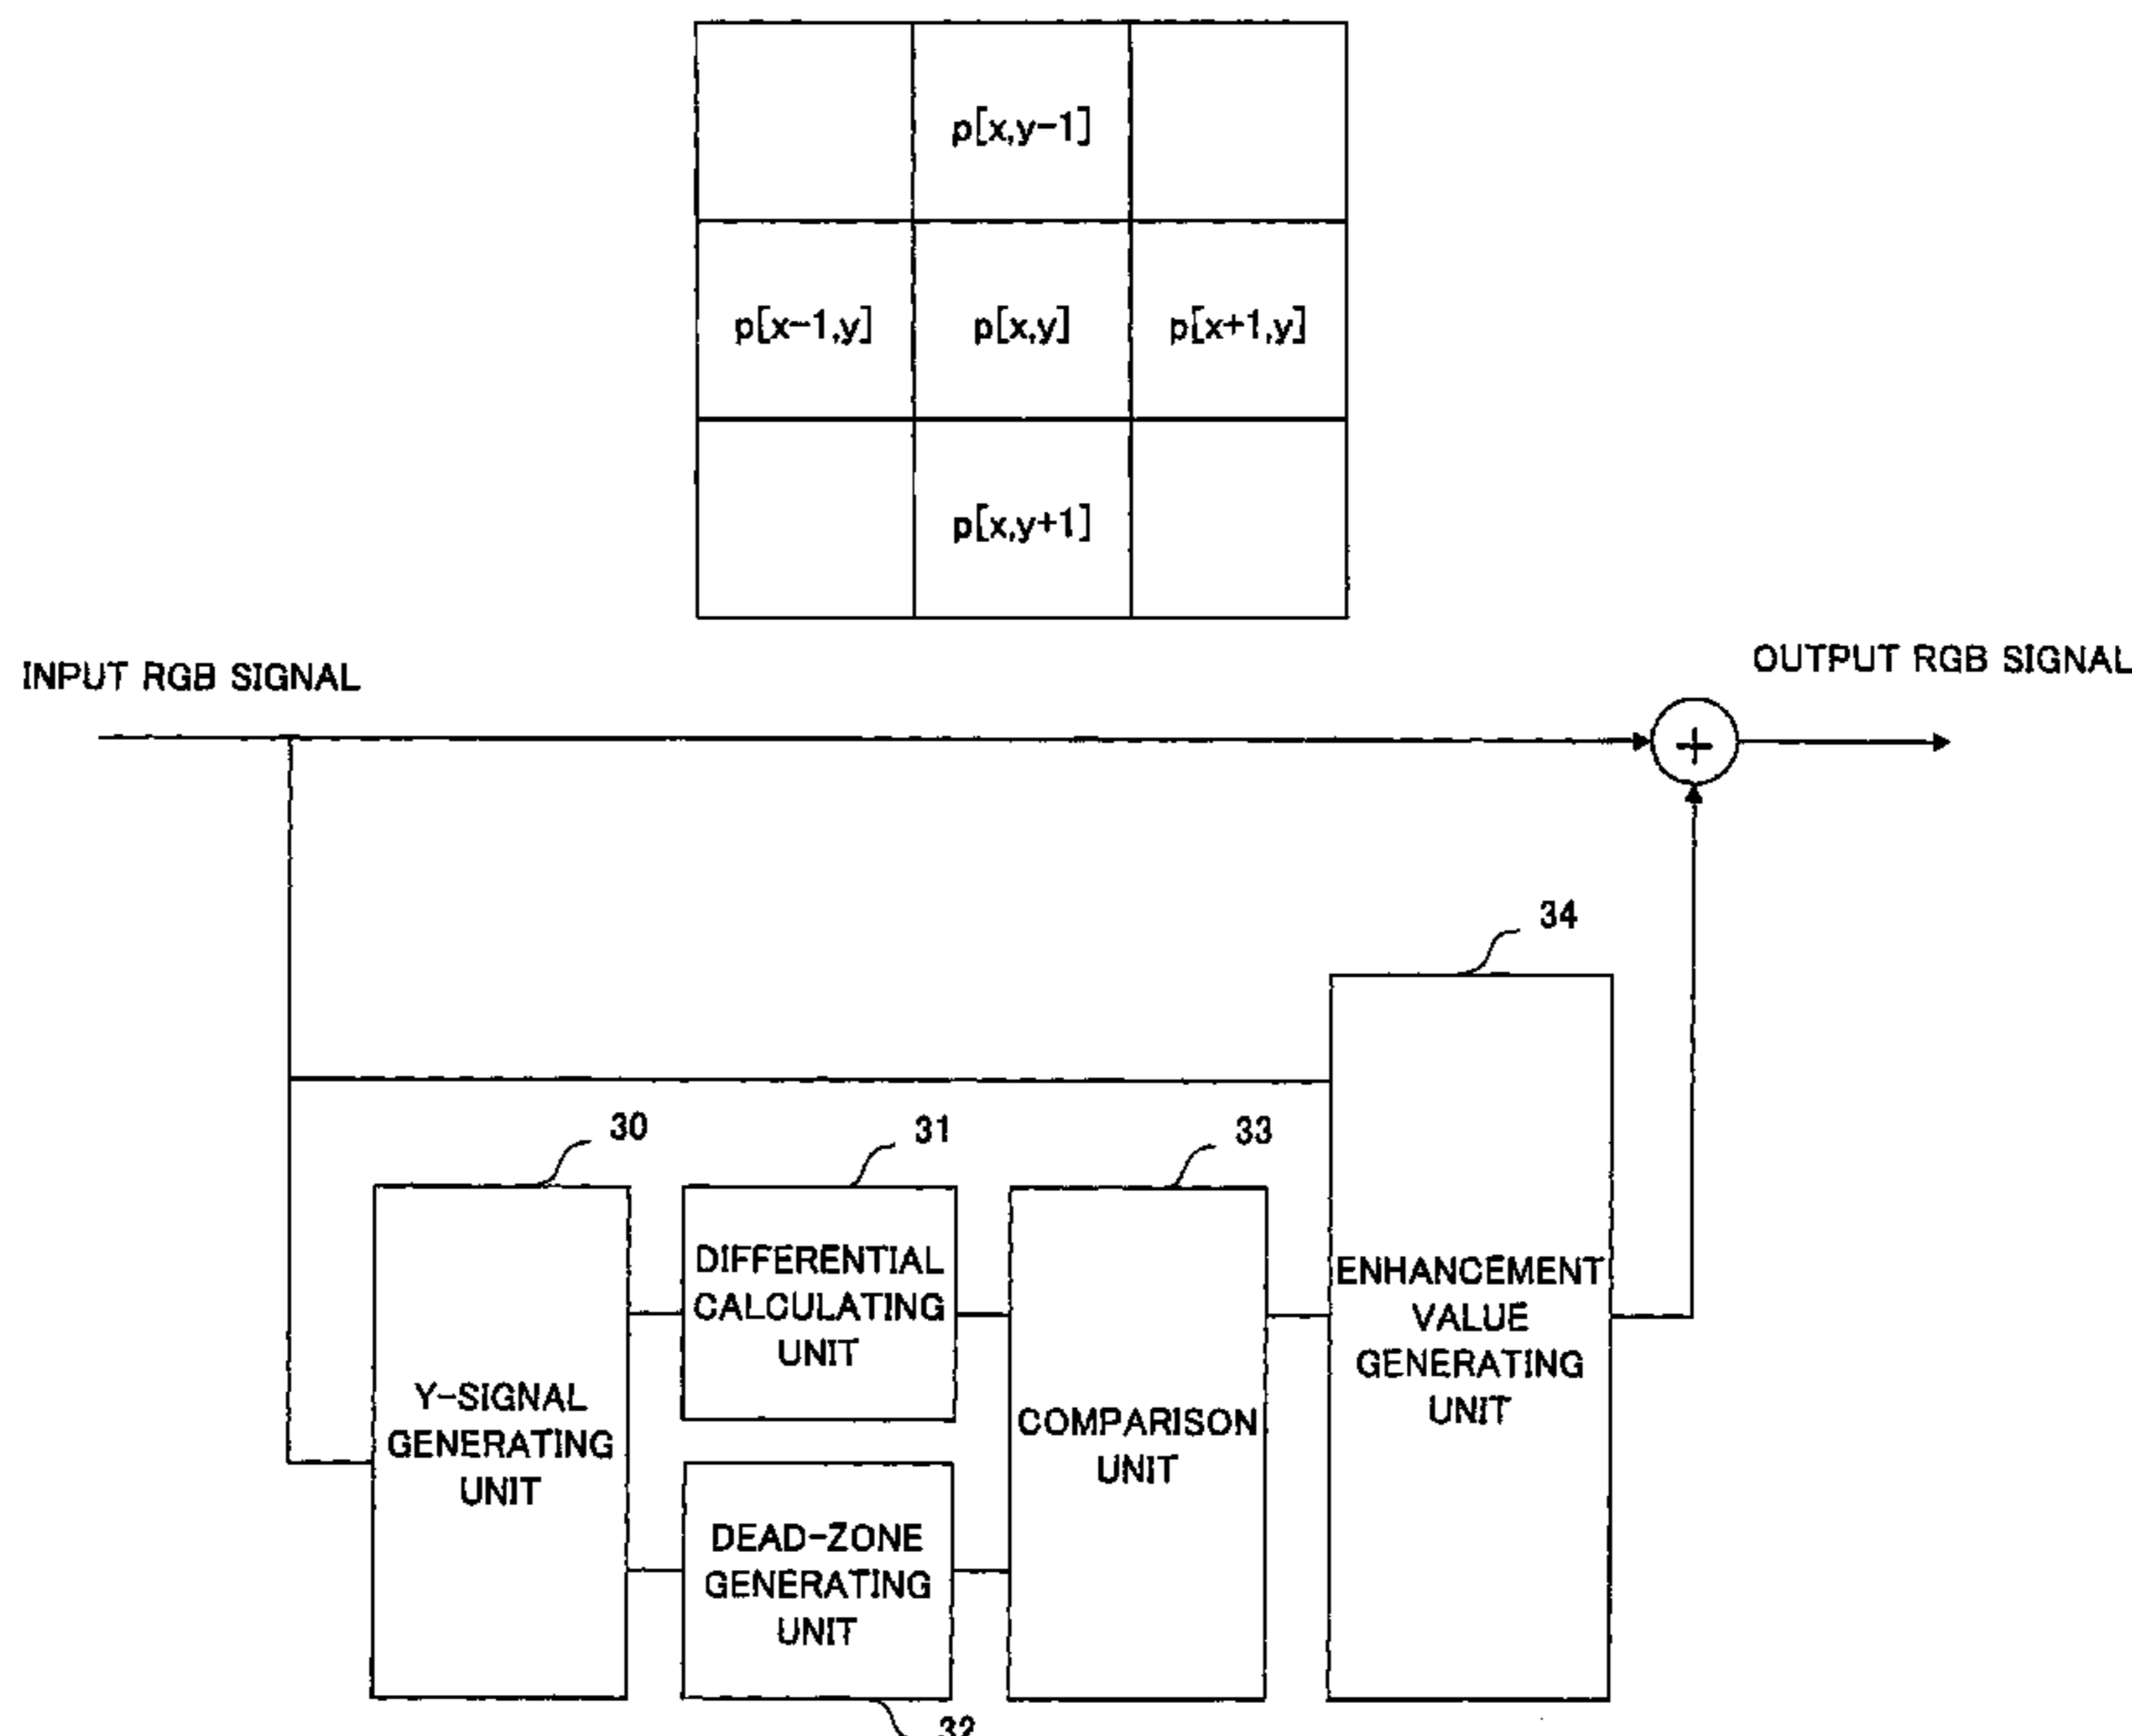 p[x,y-1]
p[x-1,y] p[x,y] p[x+1,y]
p[x,y+1]
INPUT RGB SIGNAL
OUTPUT RGB SIGNAL
+
34
30
31
33
DIFFERENTIAL
CALCULATING
UNIT
Y-SIGNAL
GENERATING
UNIT
DEAD-ZONE
GENERATING
UNIT
COMPARISON
UNIT
ENHANCEMENT
VALUE
GENERATING
UNIT
32